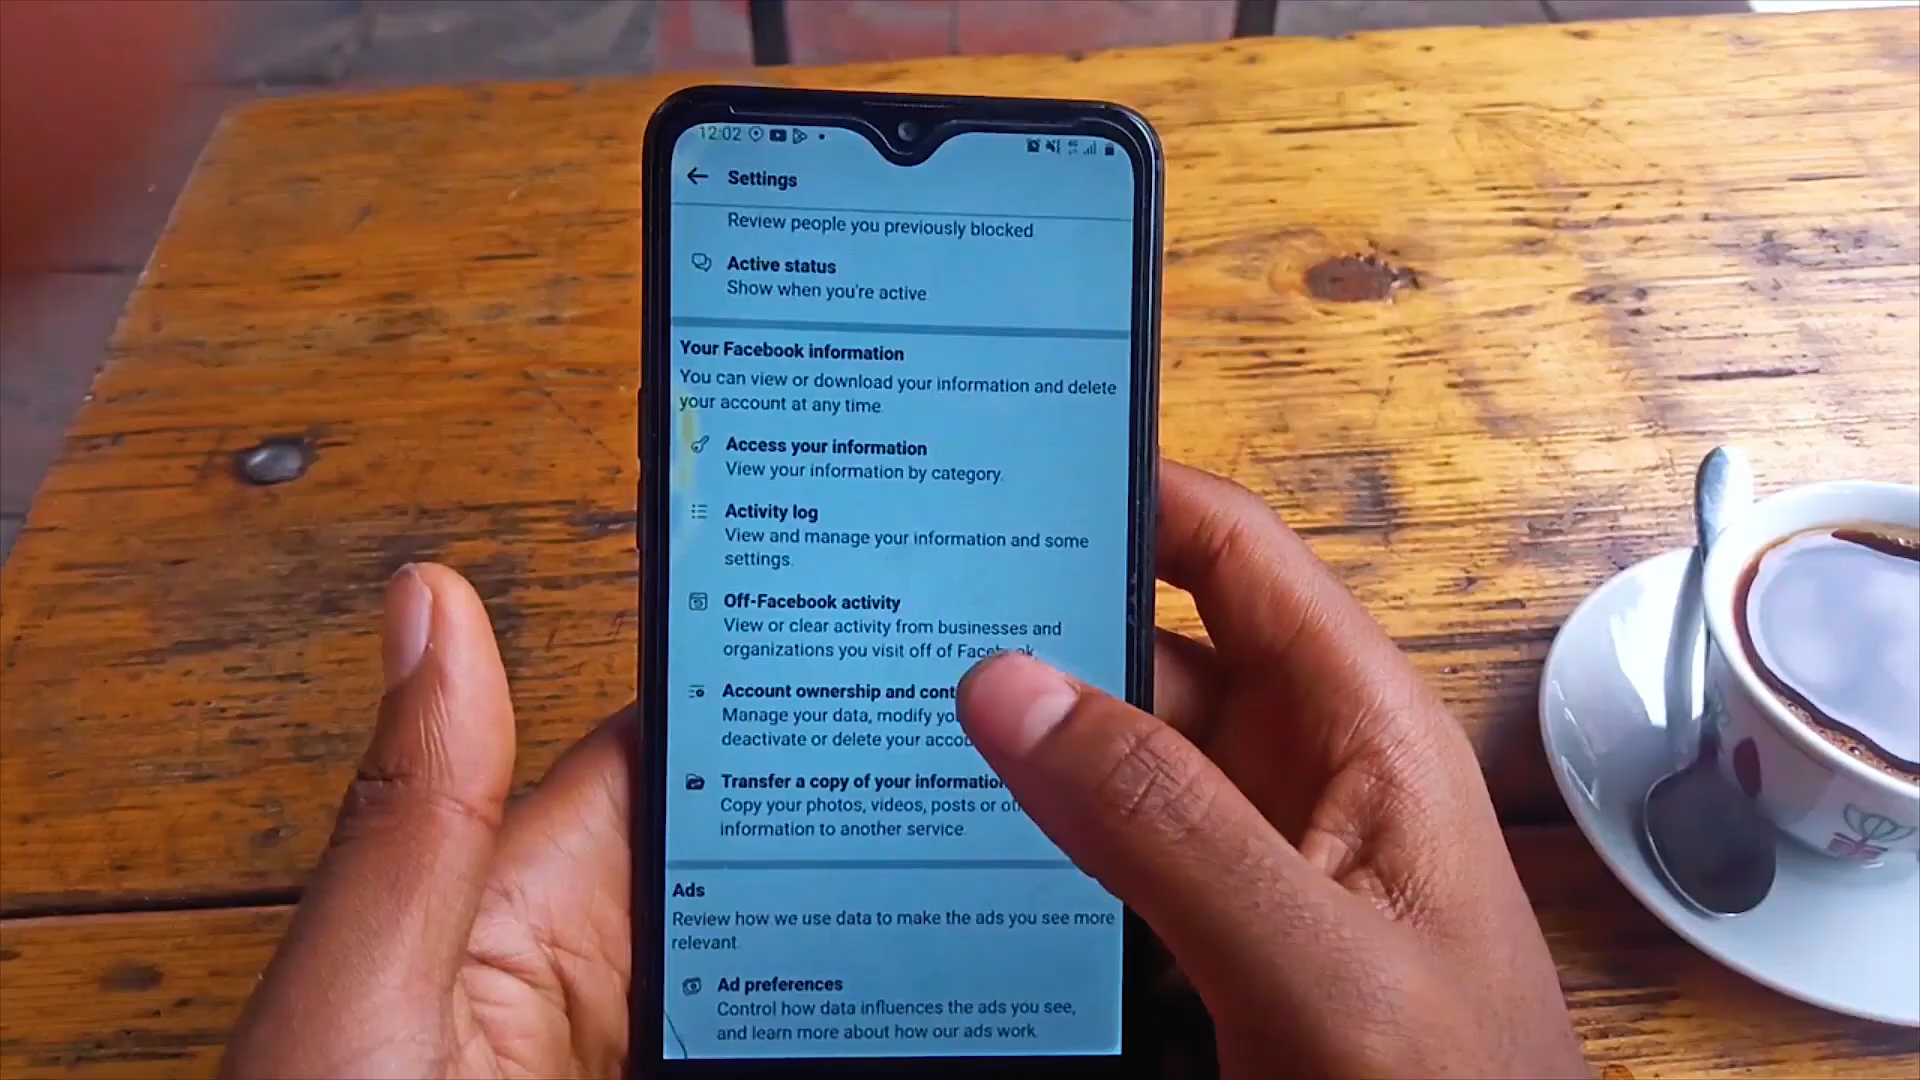 12:02
Settings
Review people you previously blocked
Active status
Show when you're active
Your Facebook information
You can view or download your information and delete
your account at any time.
Access your information
View your information by category.
Activity log
View and manage your information and some
settings.
Off-Facebook activity
View or clear activity from businesses and
organizations you visit off of
Account ownership and
Manage your data, modify
deactivate or delete your
Transfer a copy of your
Copy your photos, videos, posts or
information to another service.
Ads
Review how we use data to make the ads you see more
relevant.
Ad preferences
Control how data influences the ads you see,
and learn more about how our ads work.